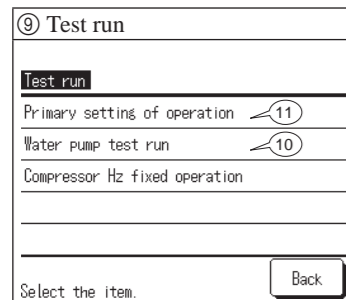 ⑨ Test run
Test run
Primary setting of operation 11
Water pump test run 10
Compressor Hz fixed operation
Select the item.
Back